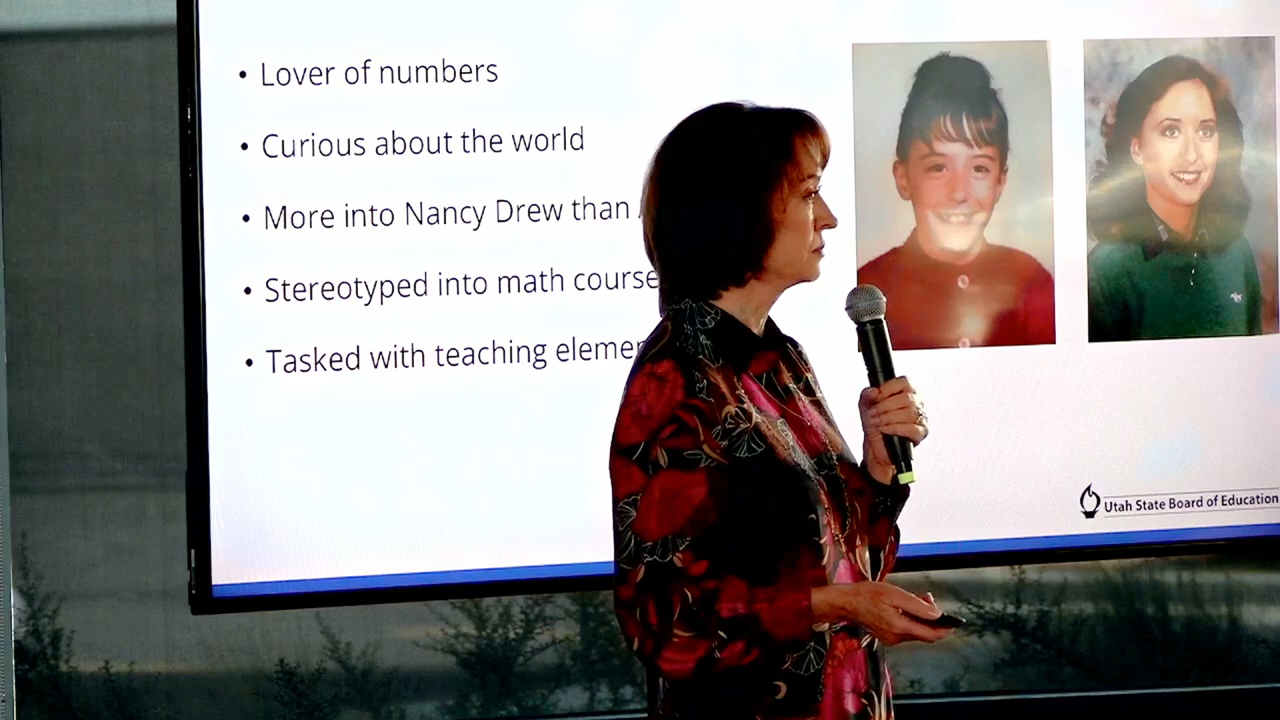 • Lover of numbers
• Curious about the world
• More into Nancy Drew than
• Stereotyped into math course
• Tasked with teaching elemen
Utah State Board of Education